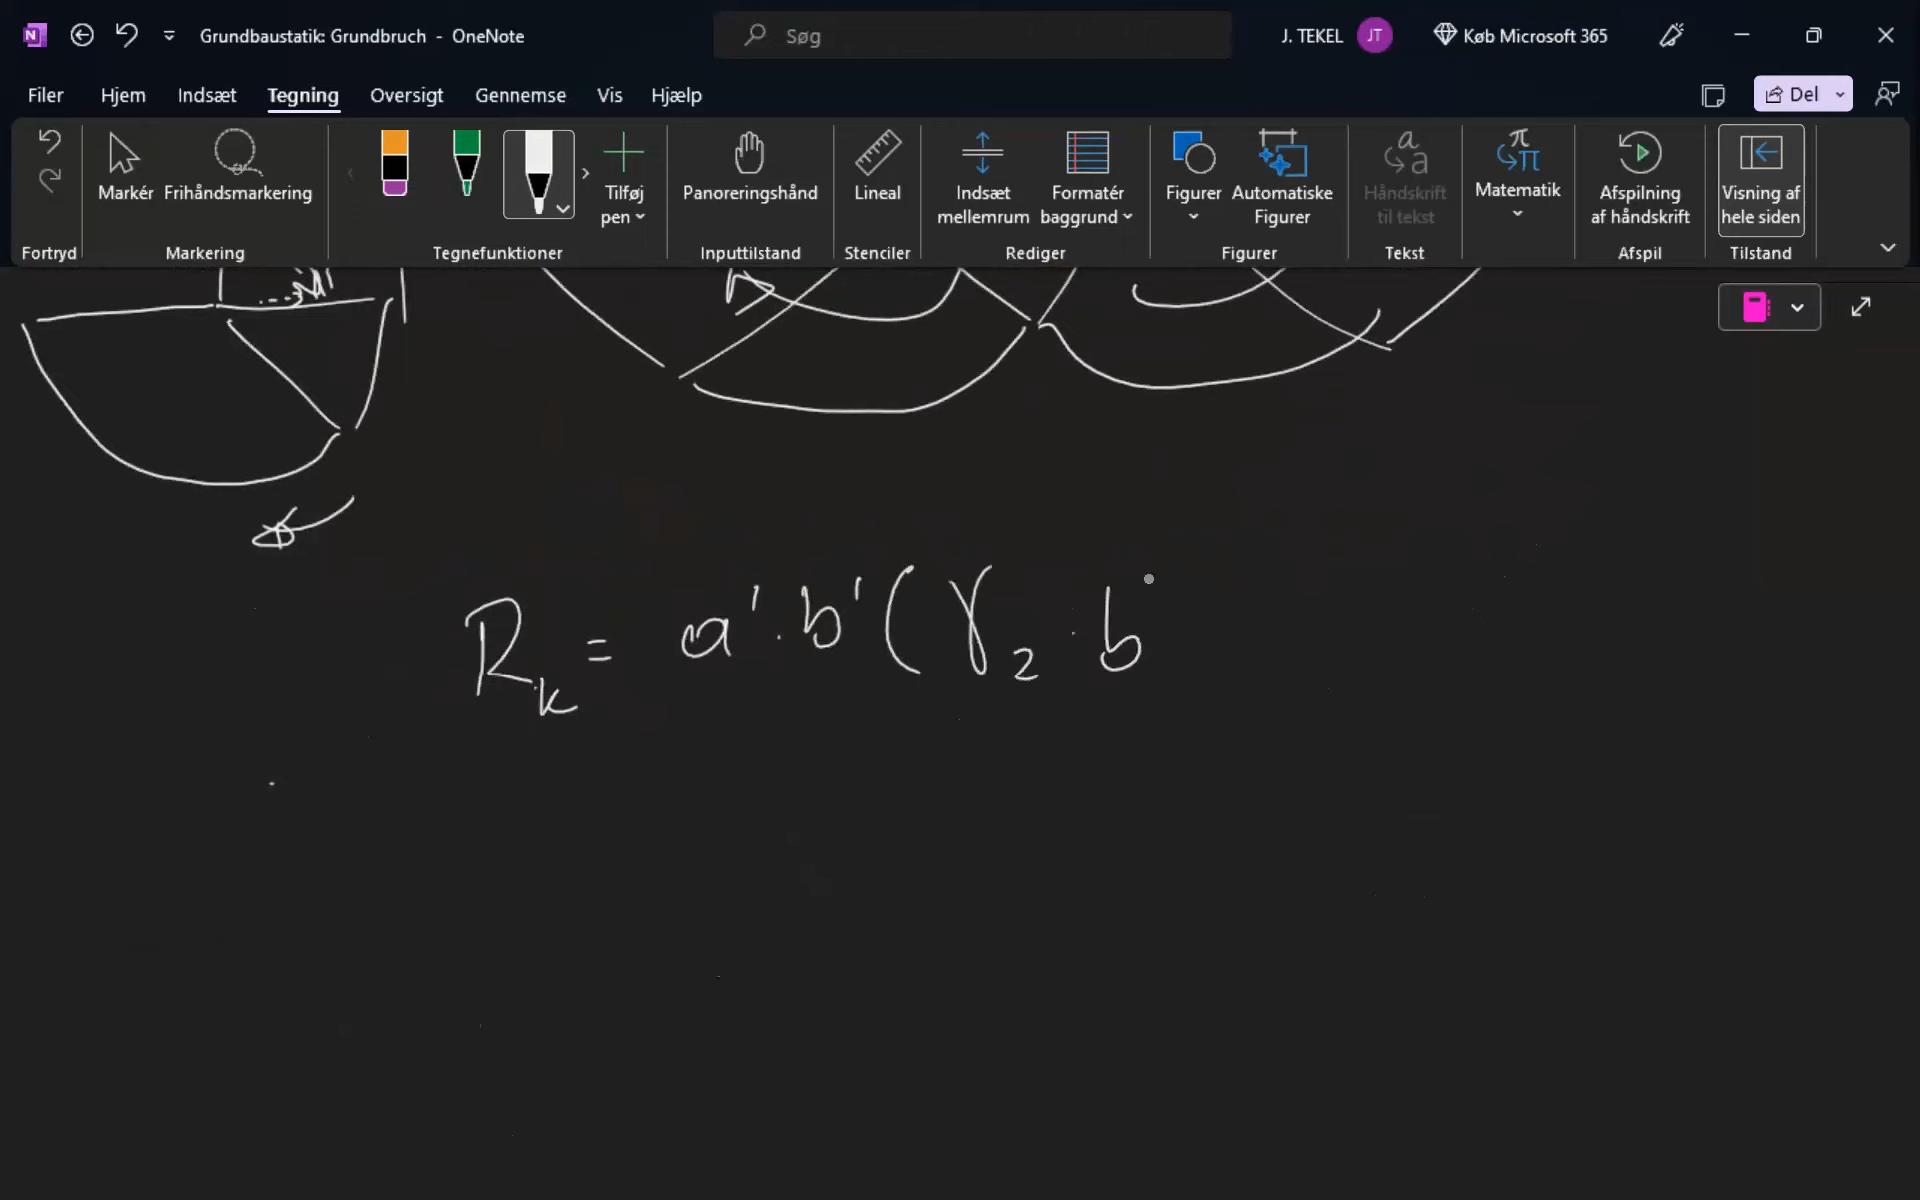 Grundbaustatik: Grundbruch - OneNote
Søg
J. TEKEL JT
Køb Microsoft 365
Filer Hjem Indsæt Tegning Oversigt Gennemse Vis Hjælp
Del
Markér Frihåndsmarkering Tilføj pen Panoreringshånd Lineal Indsæt mellemrum Formatér baggrund Figurer Automatiske Figurer Håndskrift til tekst Matematik Afspilning af håndskrift Visning af hele siden
Fortryd Markering Tegnefunktioner Inputtilstand Stenciler Rediger Figurer Tekst Afspil Tilstand
R_k = a' · b' ( γ_2 · b